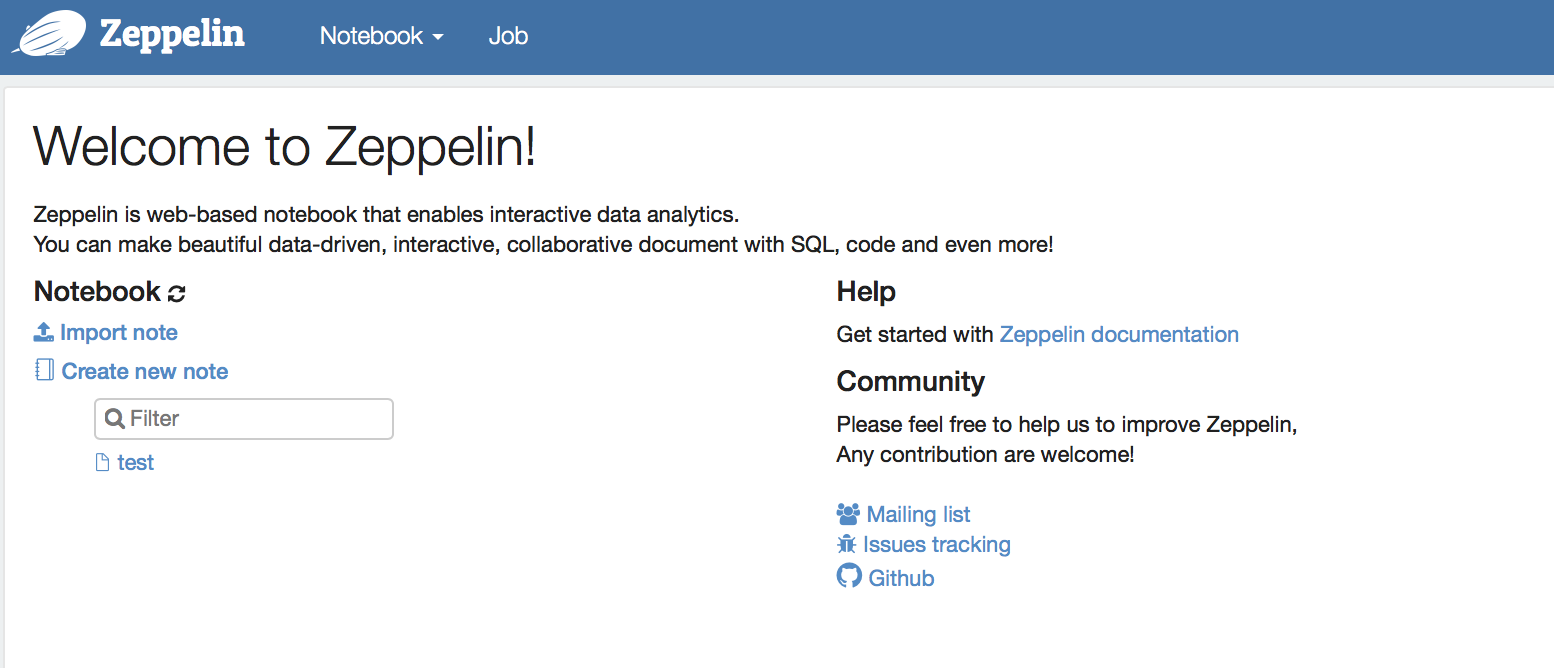 Zeppelin
Notebook
Job
Welcome to Zeppelin!
Zeppelin is web-based notebook that enables interactive data analytics.
You can make beautiful data-driven, interactive, collaborative document with SQL, code and even more!
Notebook
Import note
Create new note
Filter
test
Help
Get started with Zeppelin documentation
Community
Please feel free to help us to improve Zeppelin,
Any contribution are welcome!
Mailing list
Issues tracking
Github